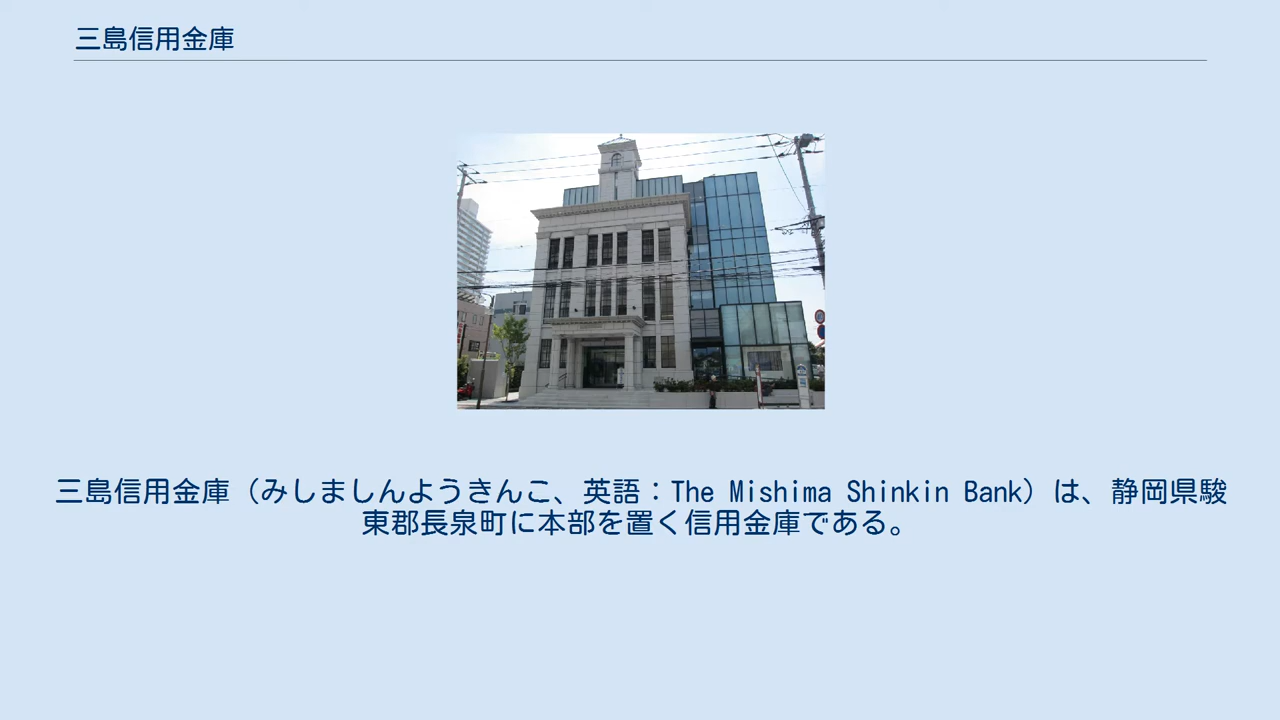 三島信用金庫
三島信用金庫（みしましんようきんこ、英語：The Mishima Shinkin Bank）は、静岡県駿
東郡長泉町に本部を置く信用金庫である。